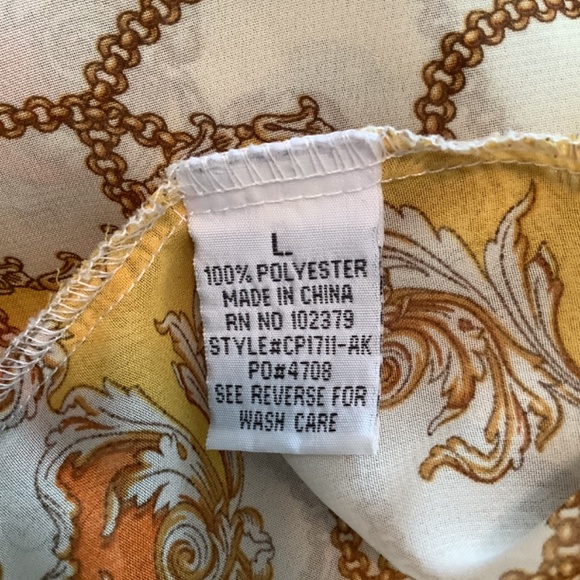 L.
100% POLYESTER
MADE IN CHINA
RN NO 102379
STYLE#CP1711-AK
PO#4708
SEE REVERSE FOR
WASH CARE